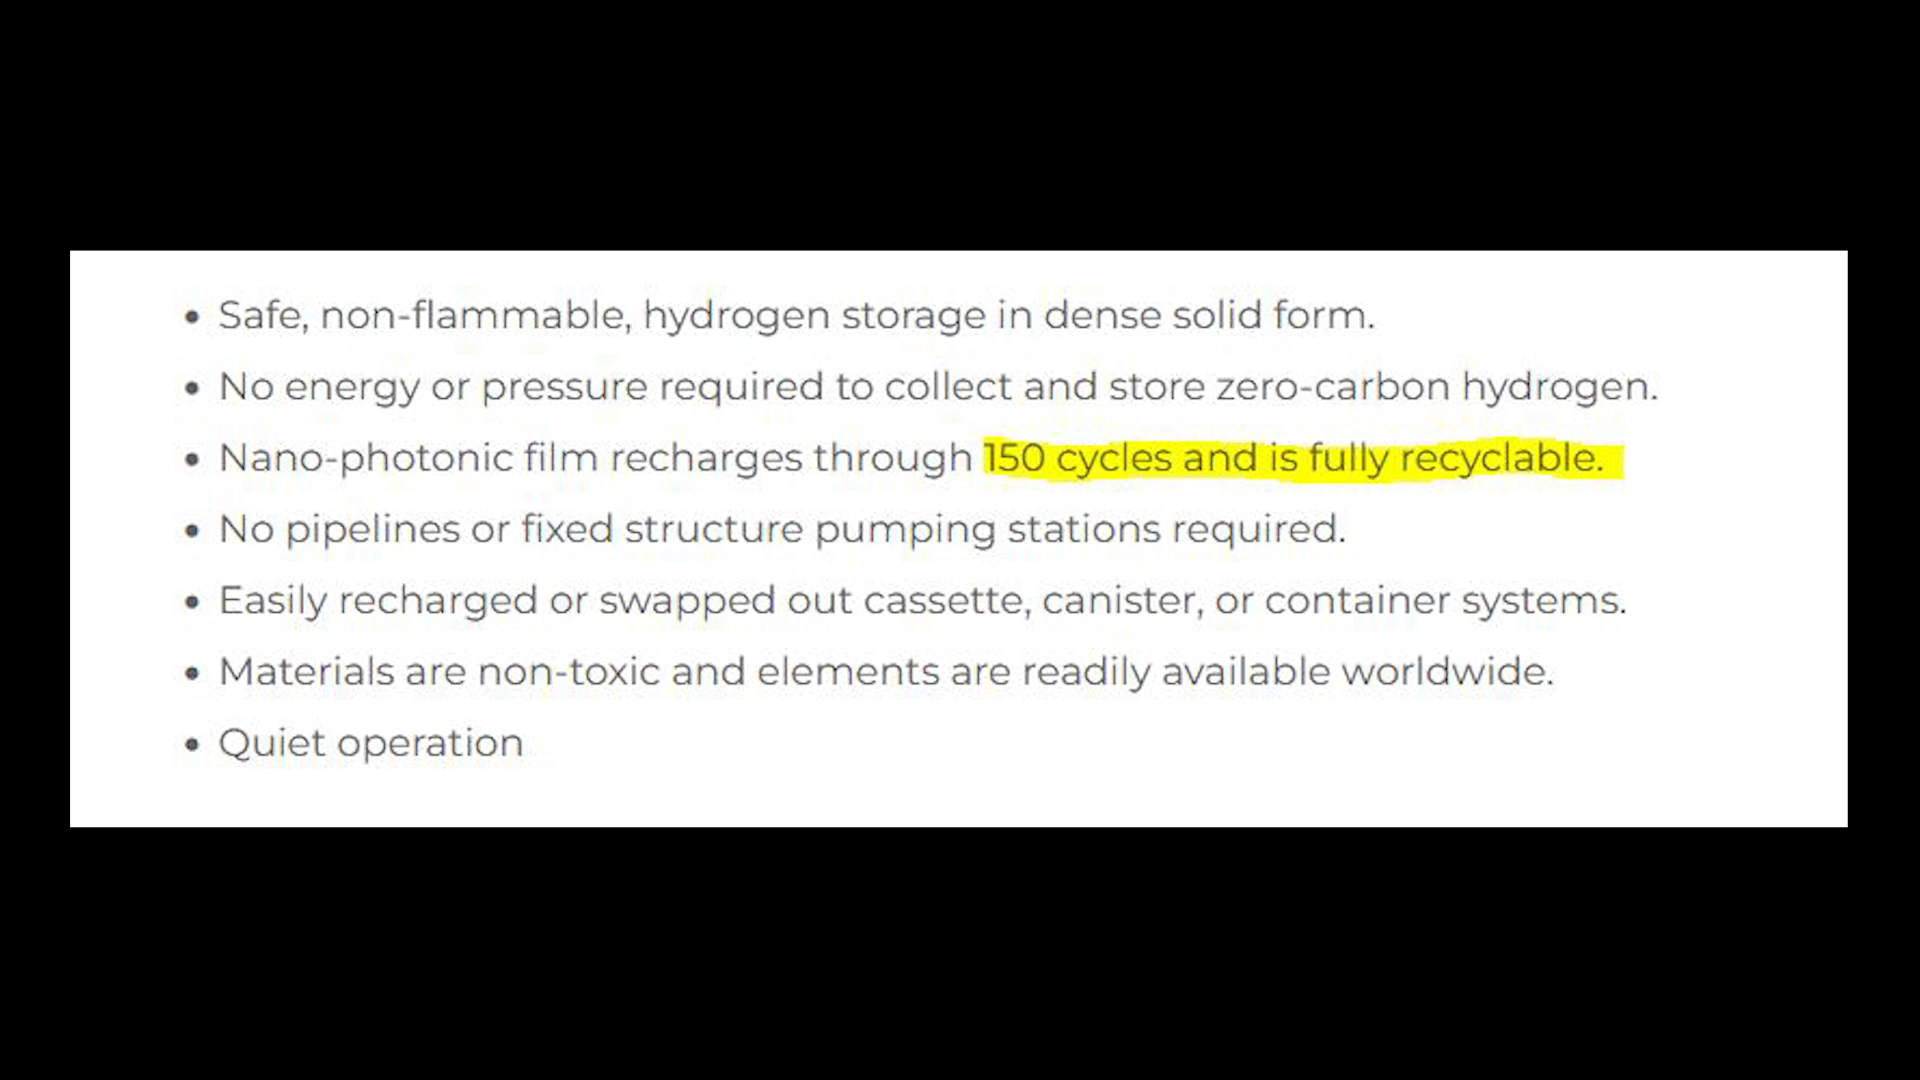 • Safe, non-flammable, hydrogen storage in dense solid form.
• No energy or pressure required to collect and store zero-carbon hydrogen.
• Nano-photonic film recharges through 150 cycles and is fully recyclable.
• No pipelines or fixed structure pumping stations required.
• Easily recharged or swapped out cassette, canister, or container systems.
• Materials are non-toxic and elements are readily available worldwide.
• Quiet operation